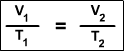 V₁ / T₁ = V₂ / T₂